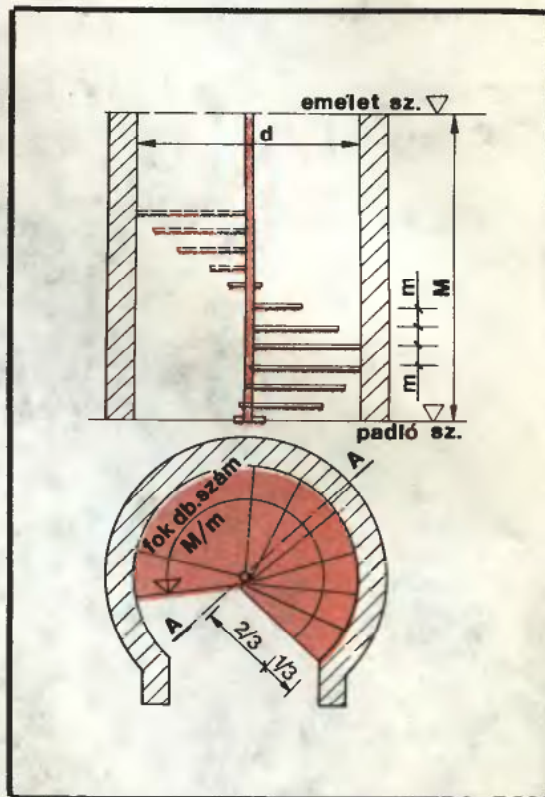 emelet sz.
d
m
M
m
padló sz.
A
fok db.szám
M/m
A
2/3
1/3